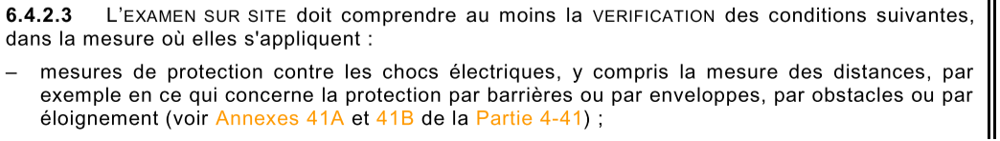 6.4.2.3 L'EXAMEN SUR SITE doit comprendre au moins la VERIFICATION des conditions suivantes,
dans la mesure où elles s'appliquent :
– mesures de protection contre les chocs électriques, y compris la mesure des distances, par
exemple en ce qui concerne la protection par barrières ou par enveloppes, par obstacles ou par
éloignement (voir Annexes 41A et 41B de la Partie 4-41) ;